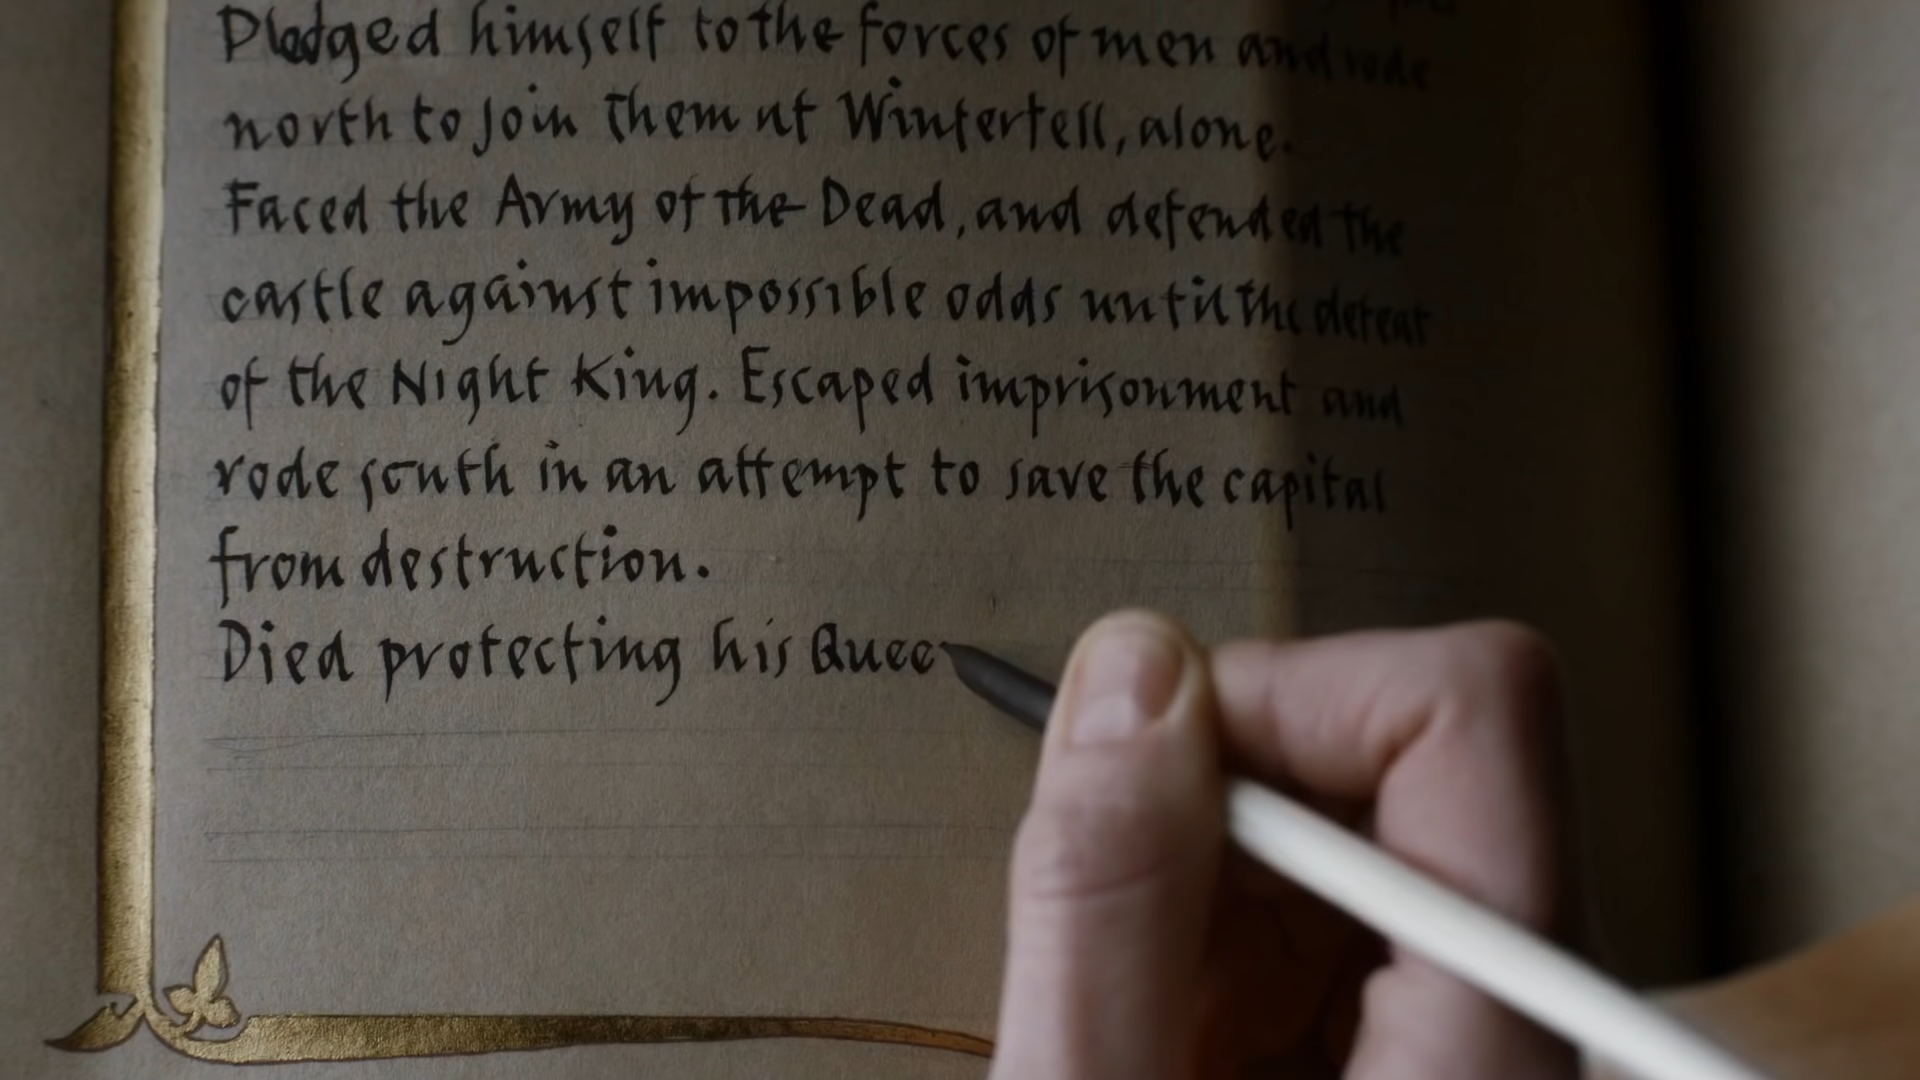 Pledged himself to the forces of men and rode
north to Join them at Winterfell, alone.
Faced the Army of the Dead, and defended the
castle against impossible odds until the defeat
of the Night King. Escaped imprisonment and
rode south in an attempt to save the capital
from destruction.
Died protecting his Quee